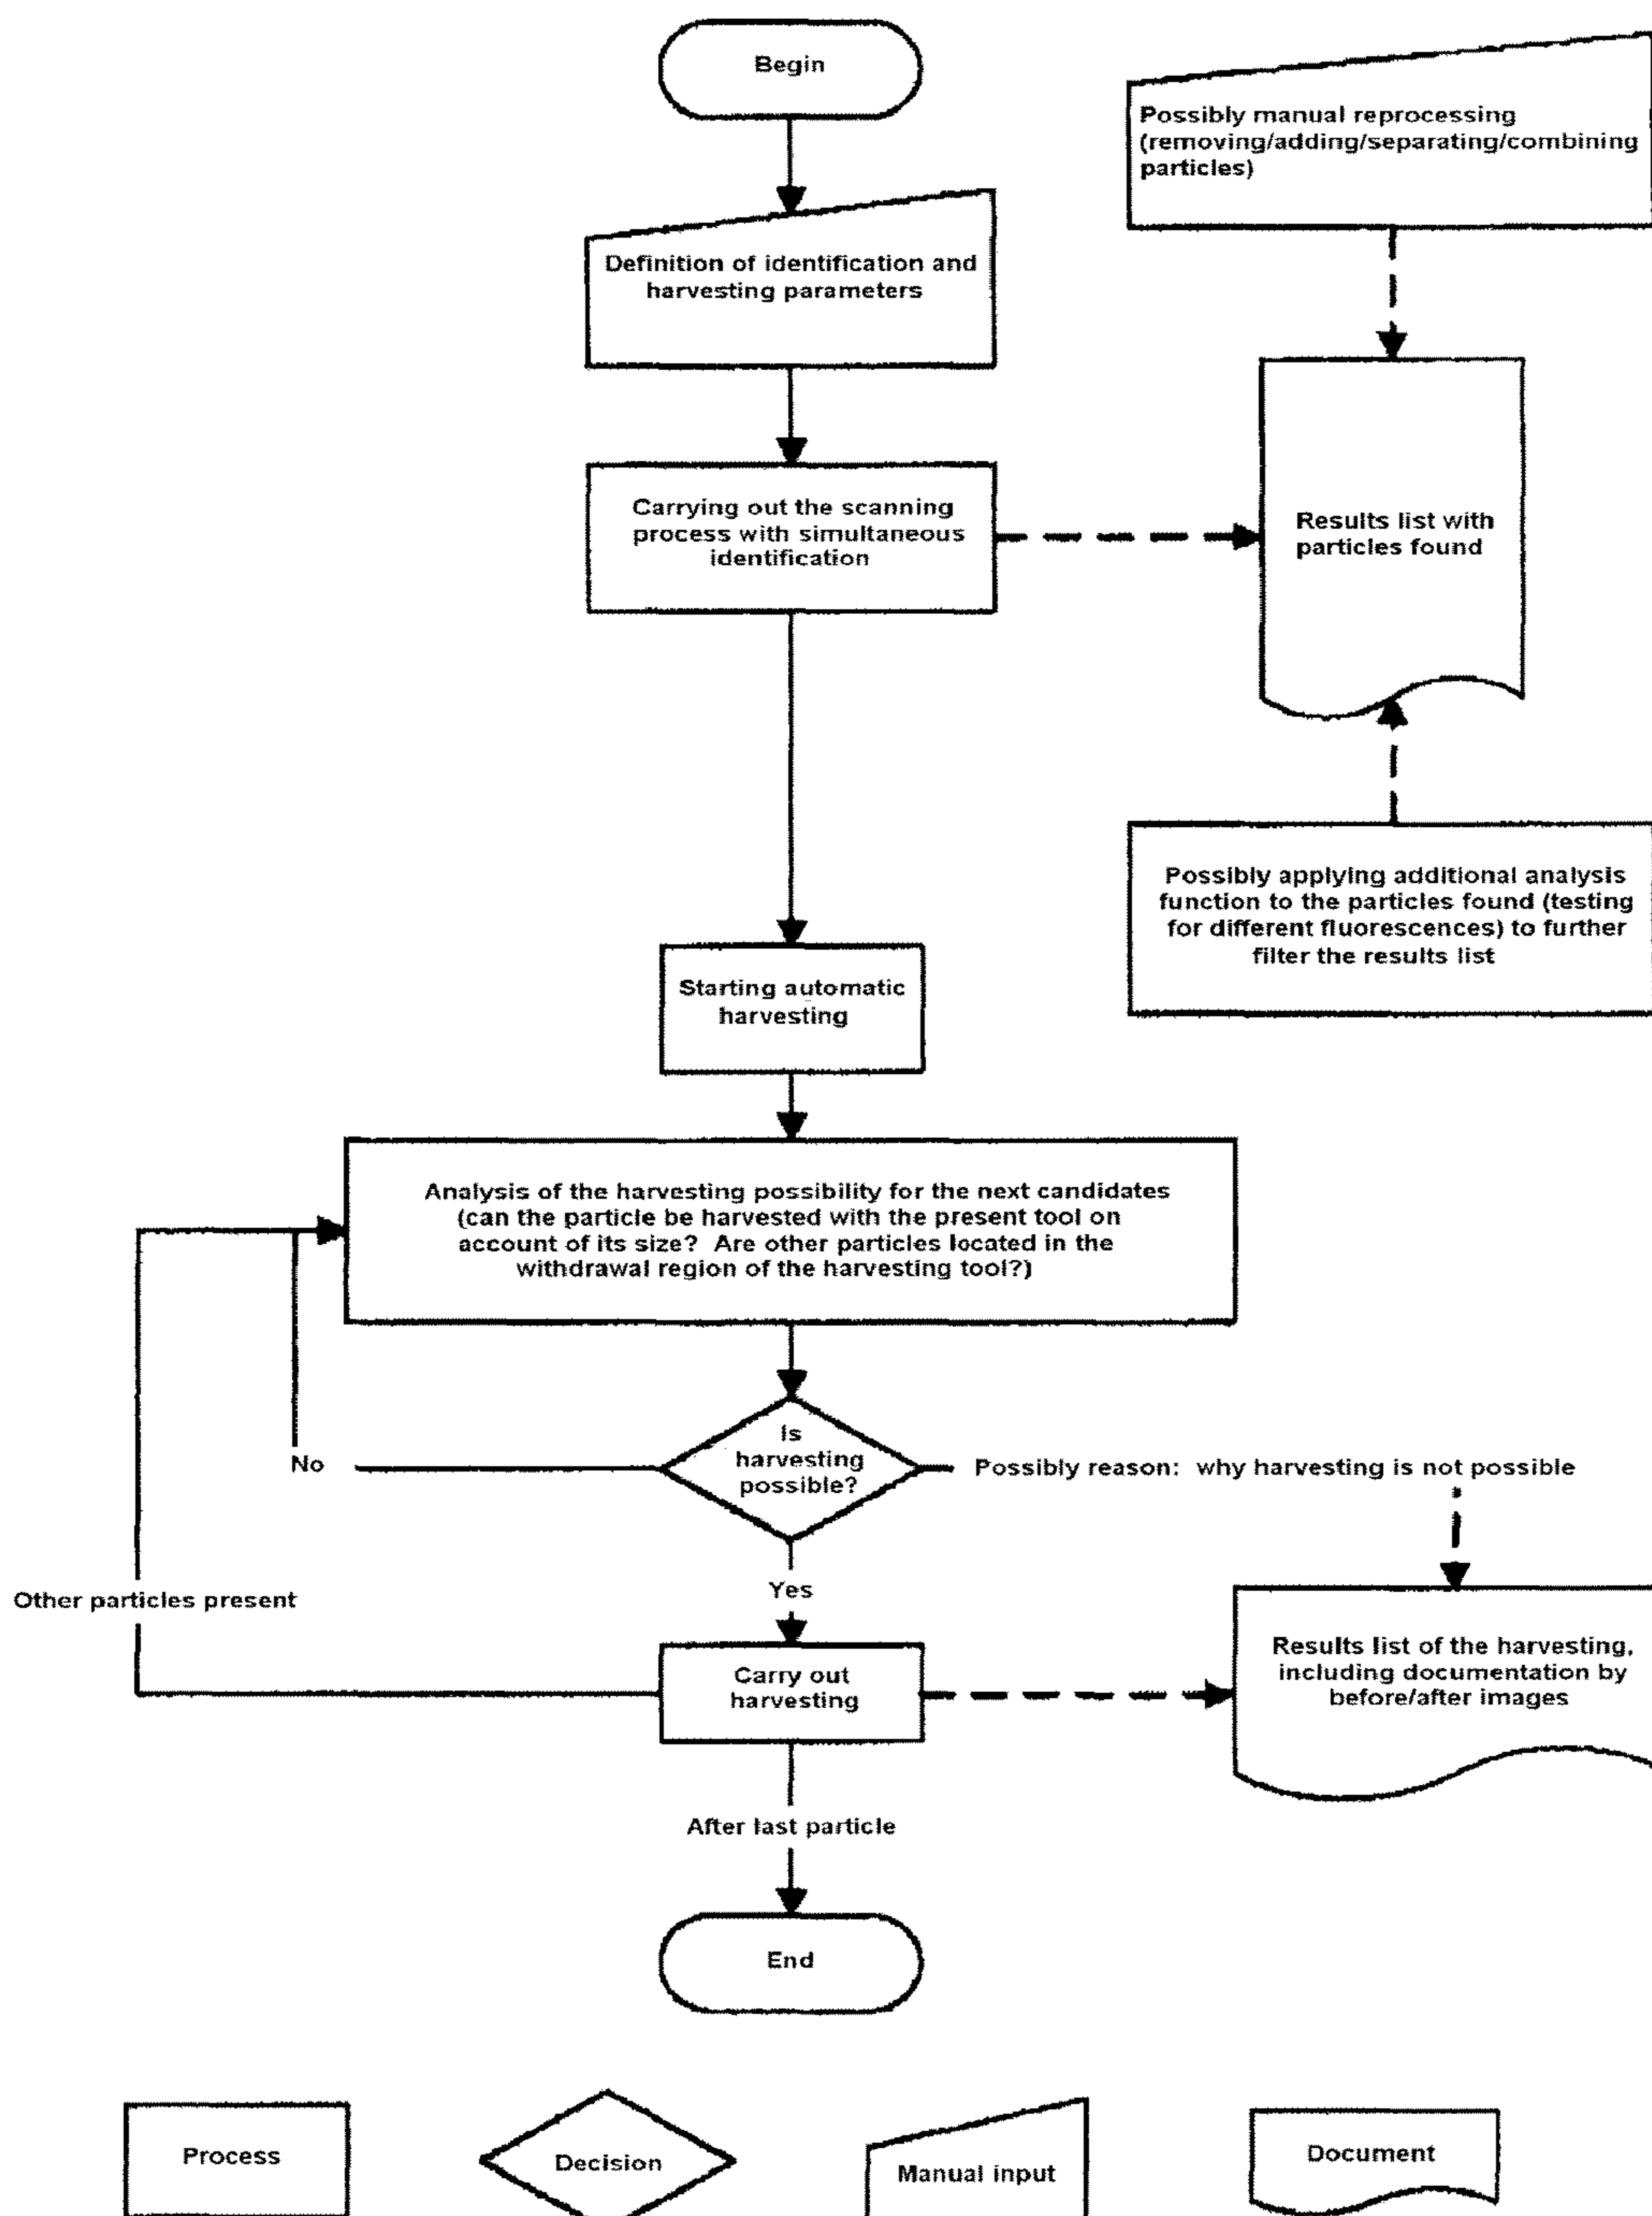 Begin
Possibly manual reprocessing
(removing/adding/separating/combining
particles)
Definition of identification and
harvesting parameters
Carrying out the scanning
process with simultaneous
identification
Results list with
particles found
Possibly applying additional analysis
function to the particles found (testing
for different fluorescences) to further
filter the results list
Starting automatic
harvesting
Analysis of the harvesting possibility for the next candidates
(can the particle be harvested with the present tool on
account of its size? Are other particles located in the
withdrawal region of the harvesting tool?)
Is
harvesting
possible?
No
Possibly reason: why harvesting is not possible
Yes
Other particles present
Carry out
harvesting
Results list of the harvesting,
including documentation by
before/after images
After last particle
End
Process
Decision
Manual input
Document